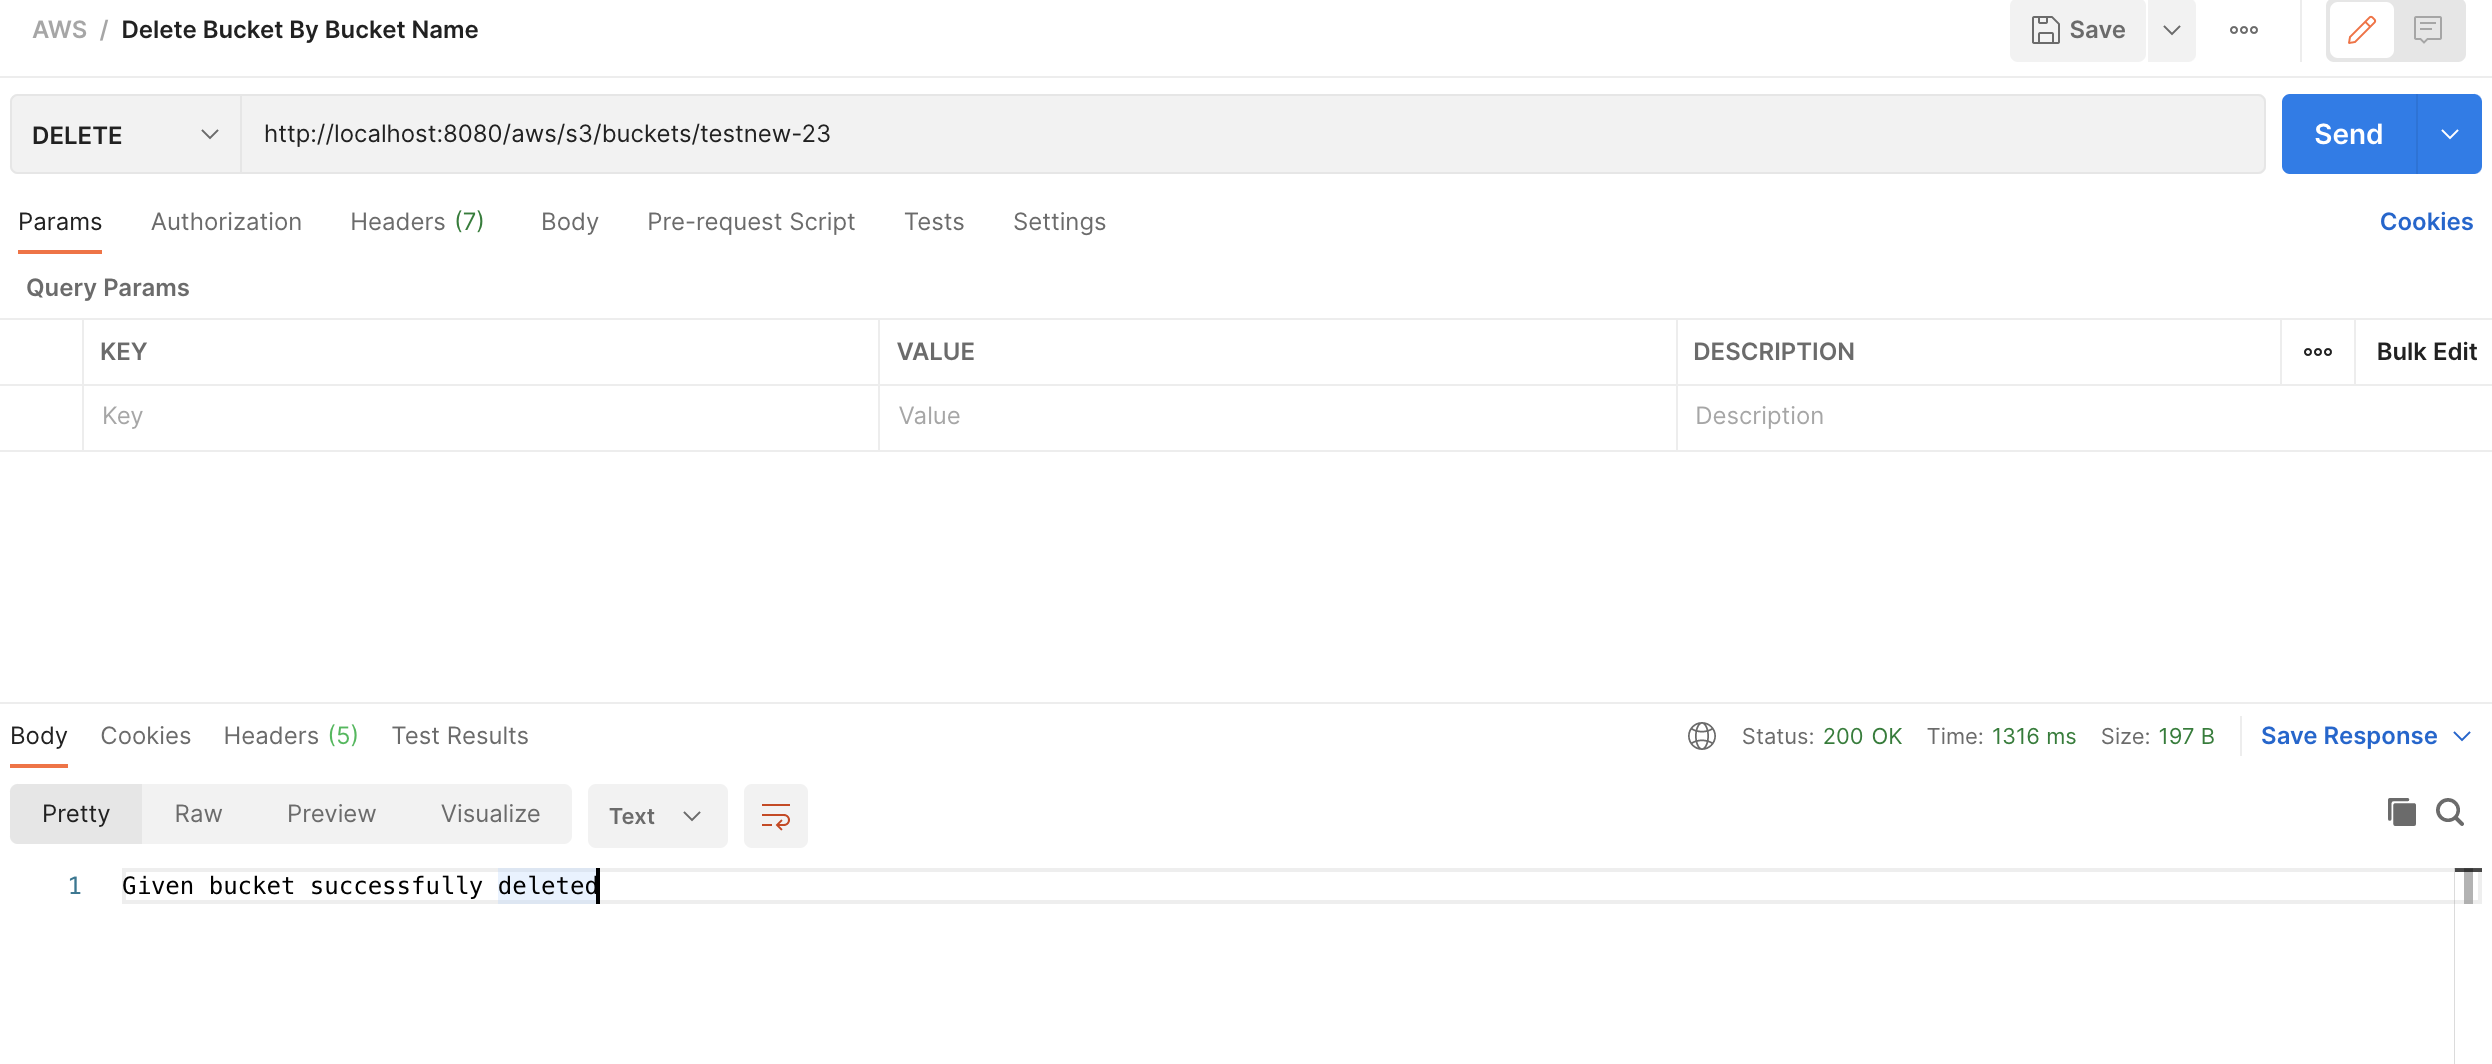 AWS / Delete Bucket By Bucket Name
Save
DELETE
http://localhost:8080/aws/s3/buckets/testnew-23
Send
Params Authorization Headers (7) Body Pre-request Script Tests Settings Cookies
Query Params
KEY VALUE DESCRIPTION Bulk Edit
Key Value Description
Body Cookies Headers (5) Test Results Status: 200 OK Time: 1316 ms Size: 197 B Save Response
Pretty Raw Preview Visualize Text
1 Given bucket successfully deleted